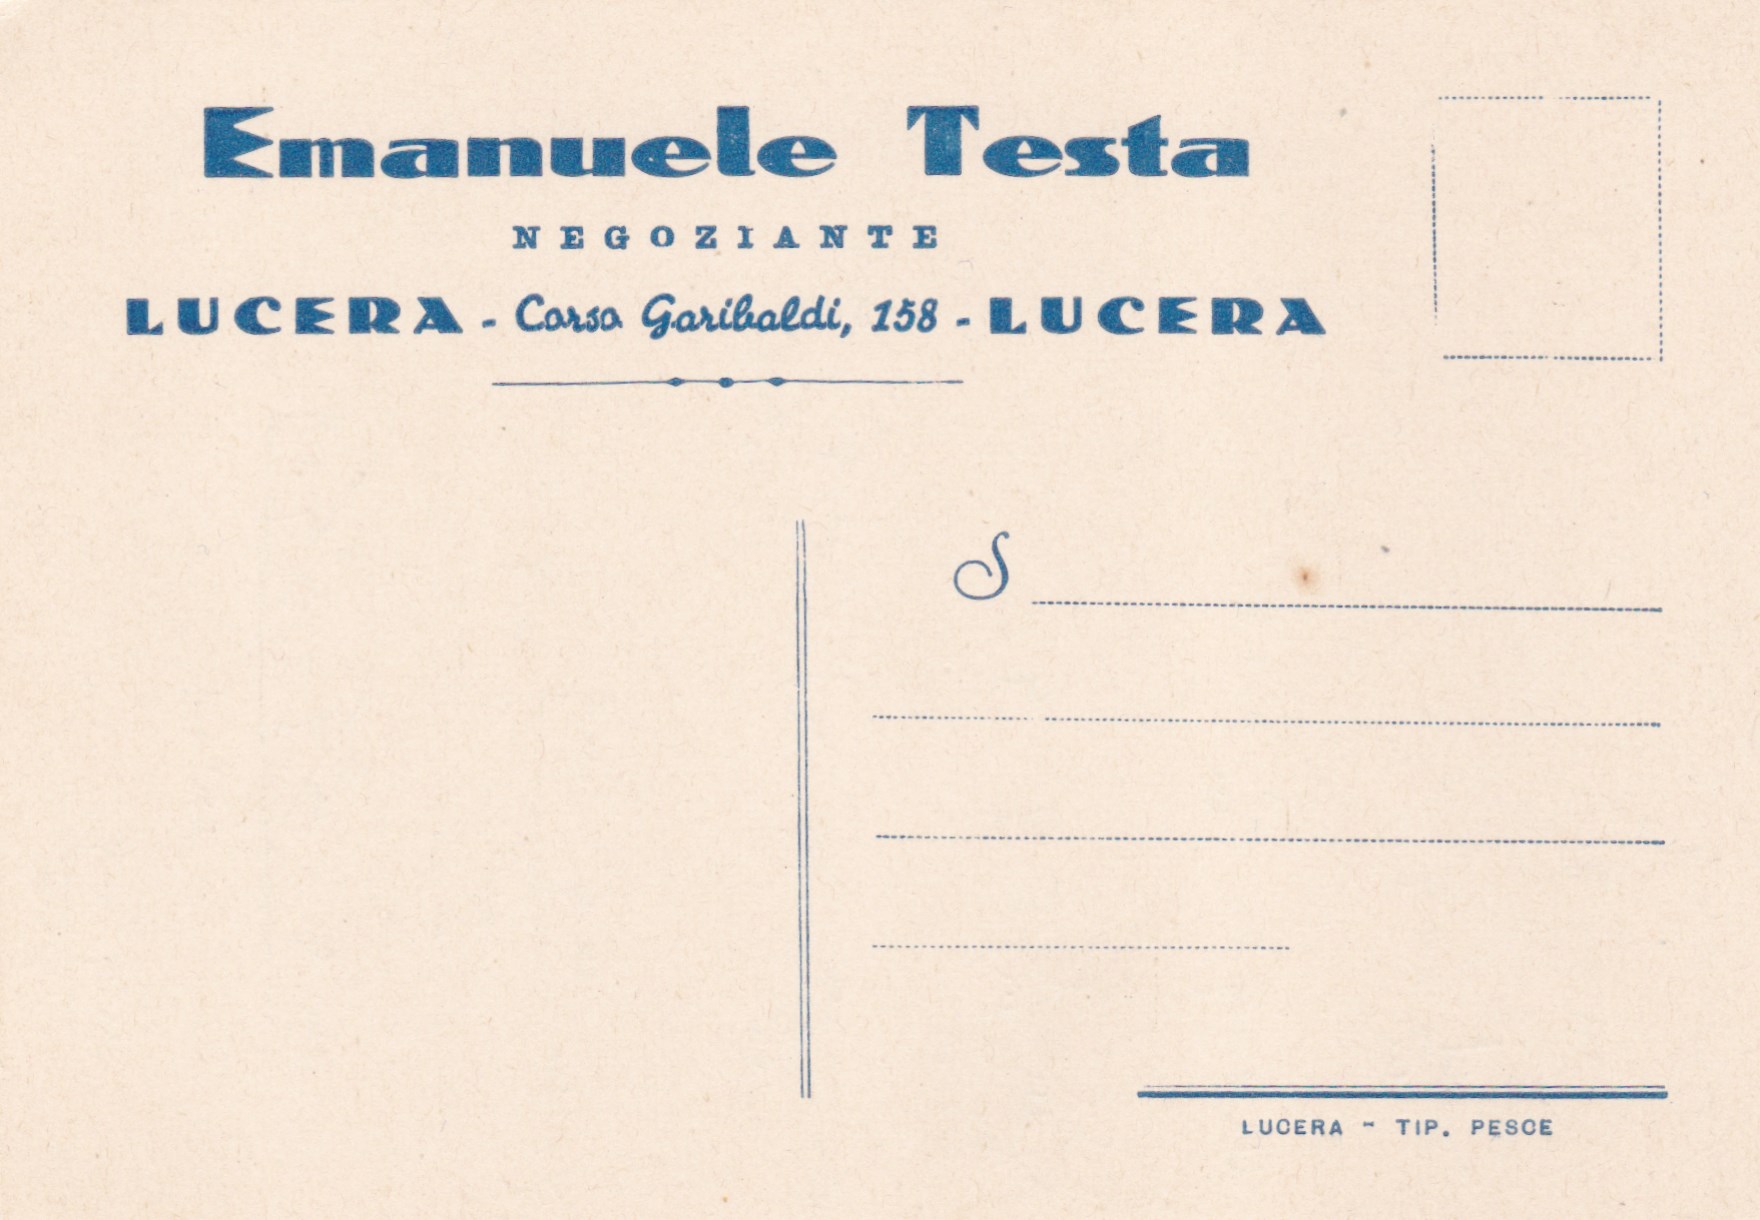 Emanuele Testa
NEGOZIANTE
LUCERA - Corso Garibaldi, 158 - LUCERA
S
LUCERA - TIP. PESCE